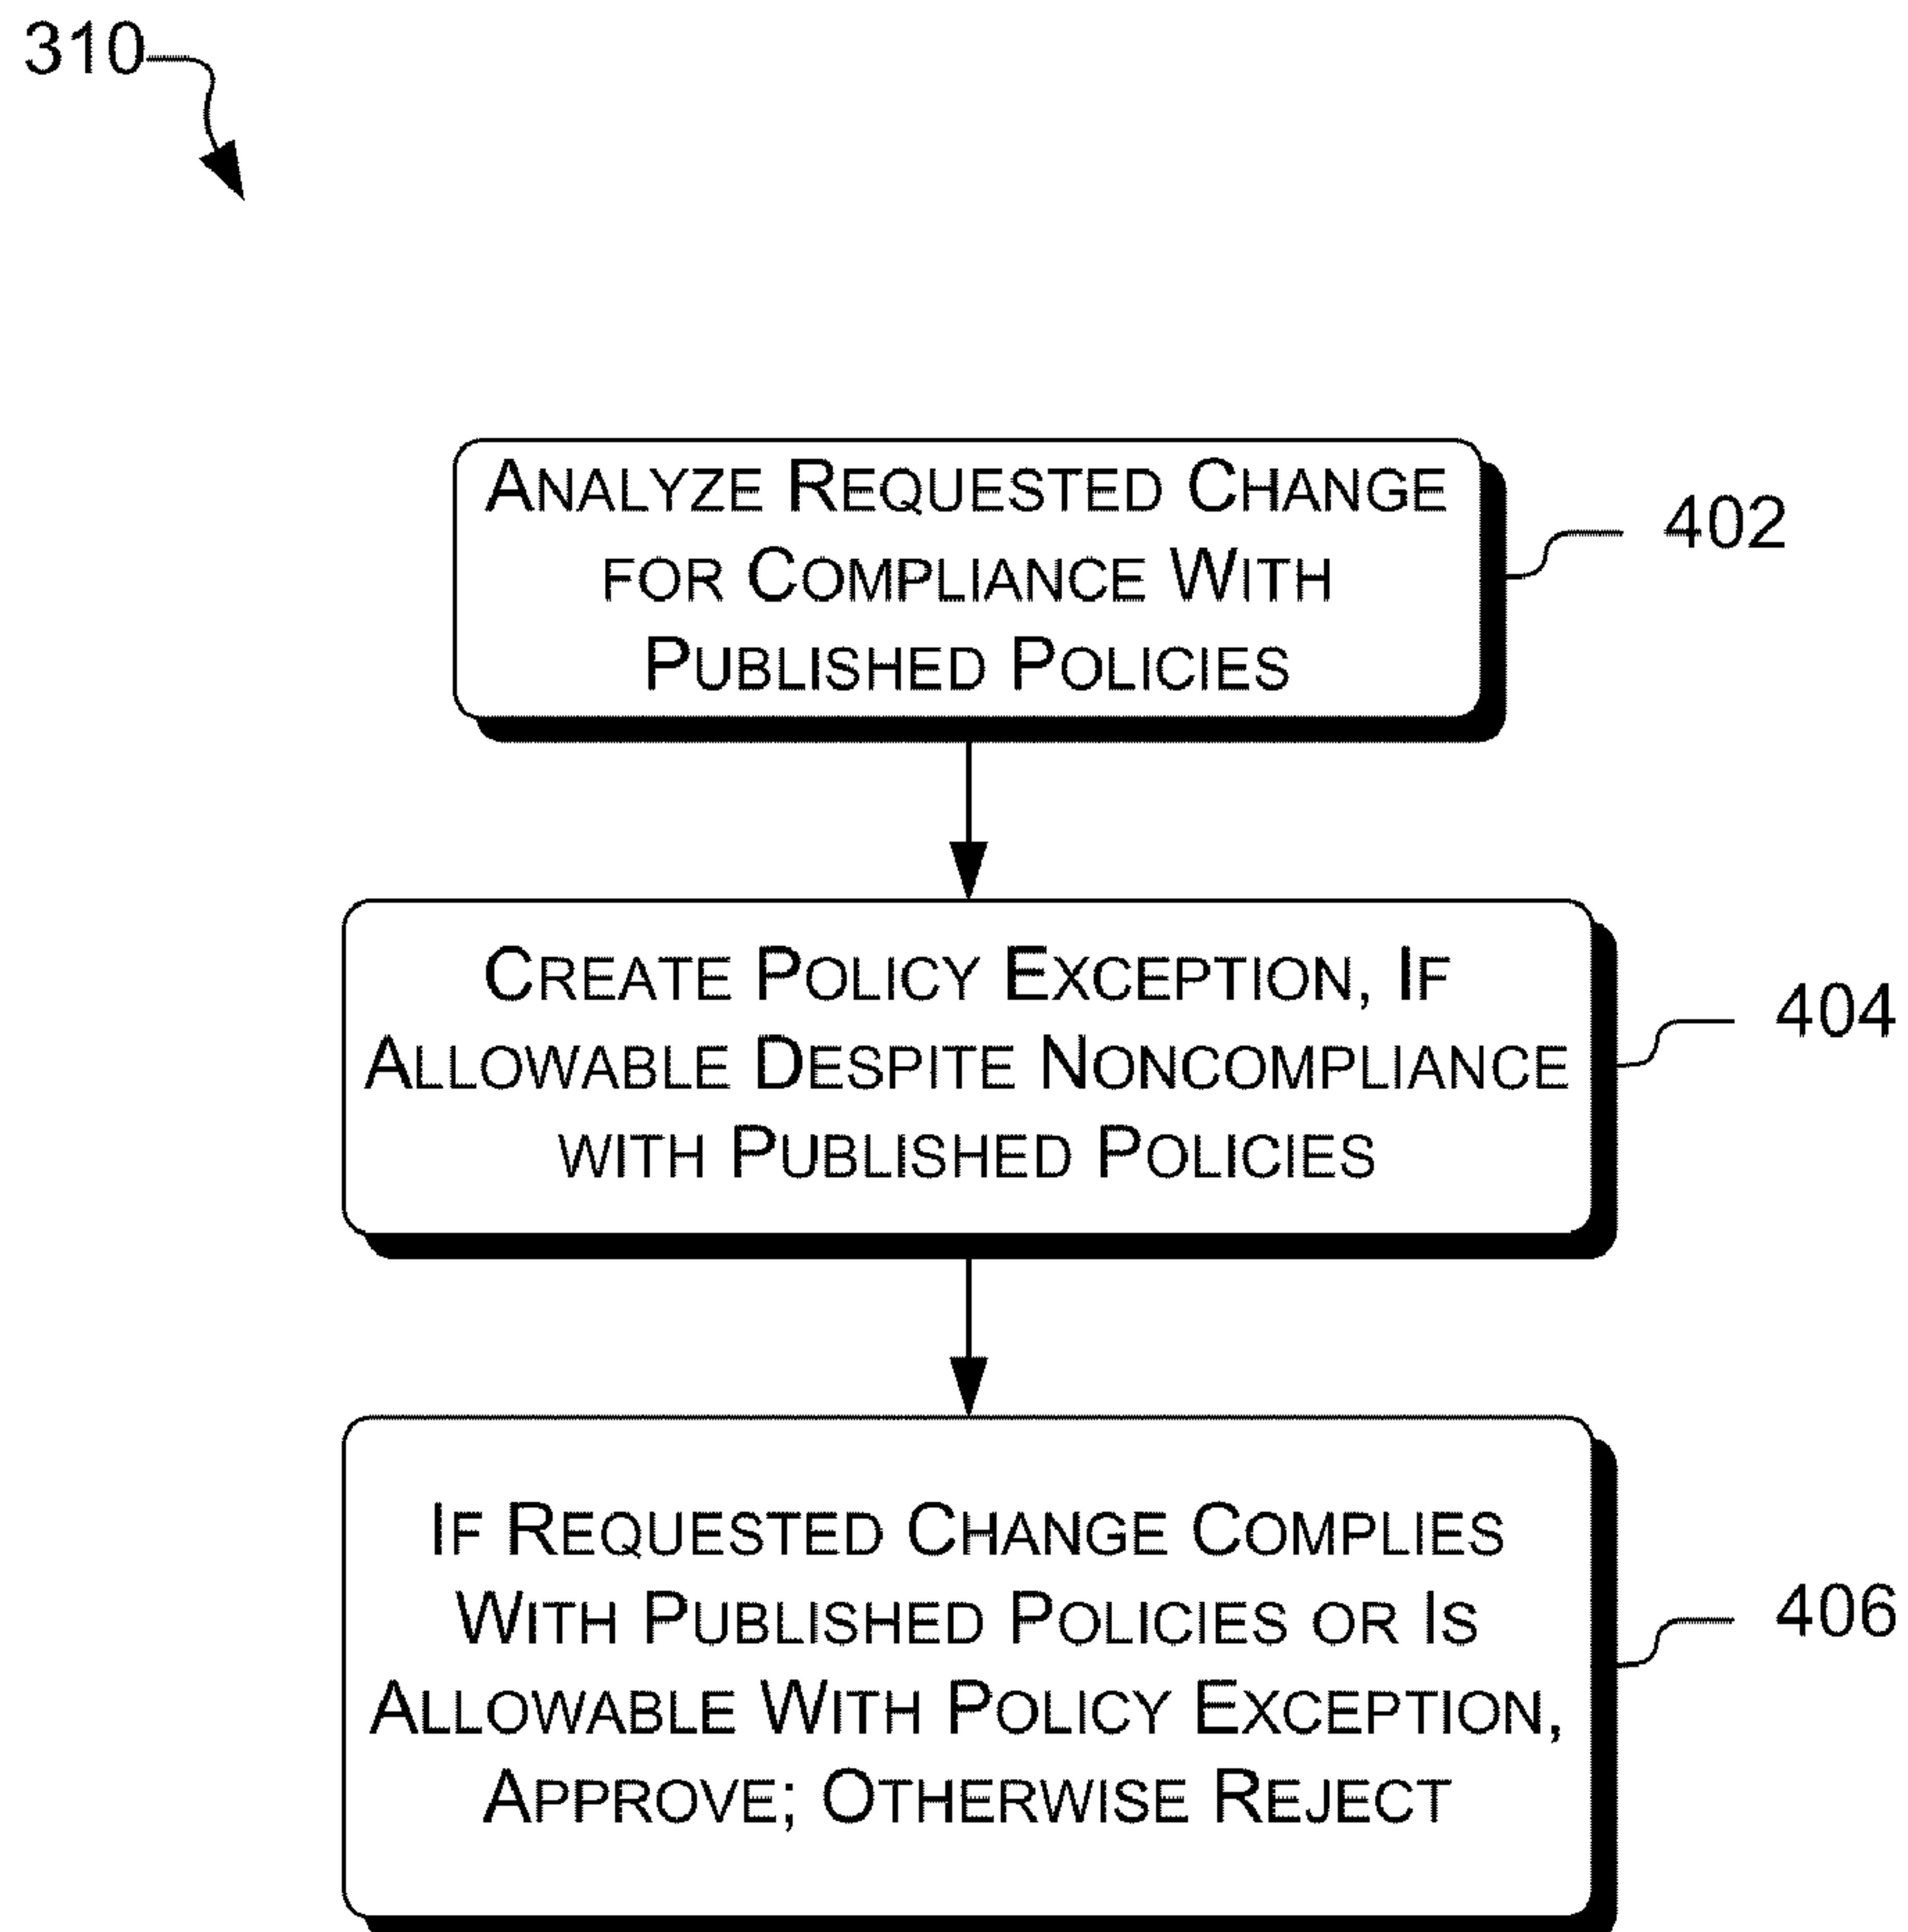 310
ANALYZE REQUESTED CHANGE
FOR COMPLIANCE WITH
PUBLISHED POLICIES
402
CREATE POLICY EXCEPTION, IF
ALLOWABLE DESPITE NONCOMPLIANCE
WITH PUBLISHED POLICIES
404
IF REQUESTED CHANGE COMPLIES
WITH PUBLISHED POLICIES OR IS
ALLOWABLE WITH POLICY EXCEPTION,
APPROVE; OTHERWISE REJECT
406